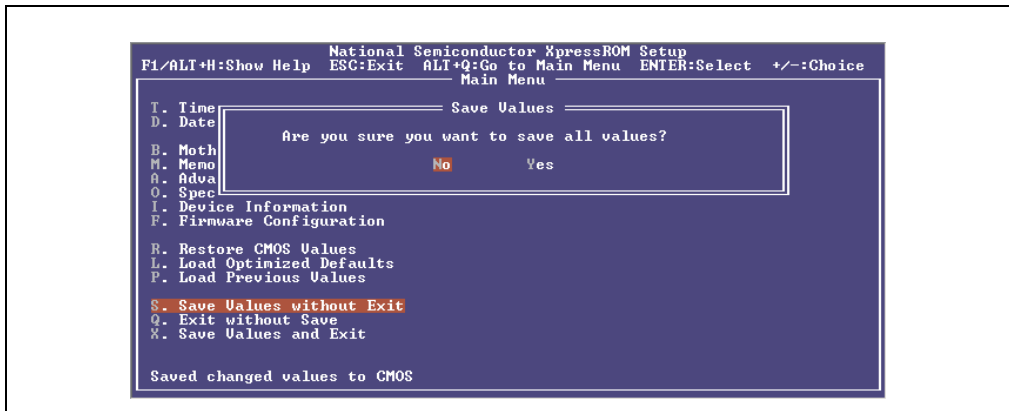 National Semiconductor XpressROM Setup
F1/ALT+H:Show Help ESC:Exit ALT+Q:Go to Main Menu ENTER:Select +/-:Choice
Main Menu
T. Time
Save Values
D. Date
Are you sure you want to save all values?
B. Moth
M. Memo
No Yes
A. Adva
O. Spec
I. Device Information
F. Firmware Configuration
R. Restore CMOS Values
L. Load Optimized Defaults
P. Load Previous Values
S. Save Values without Exit
Q. Exit without Save
X. Save Values and Exit
Saved changed values to CMOS